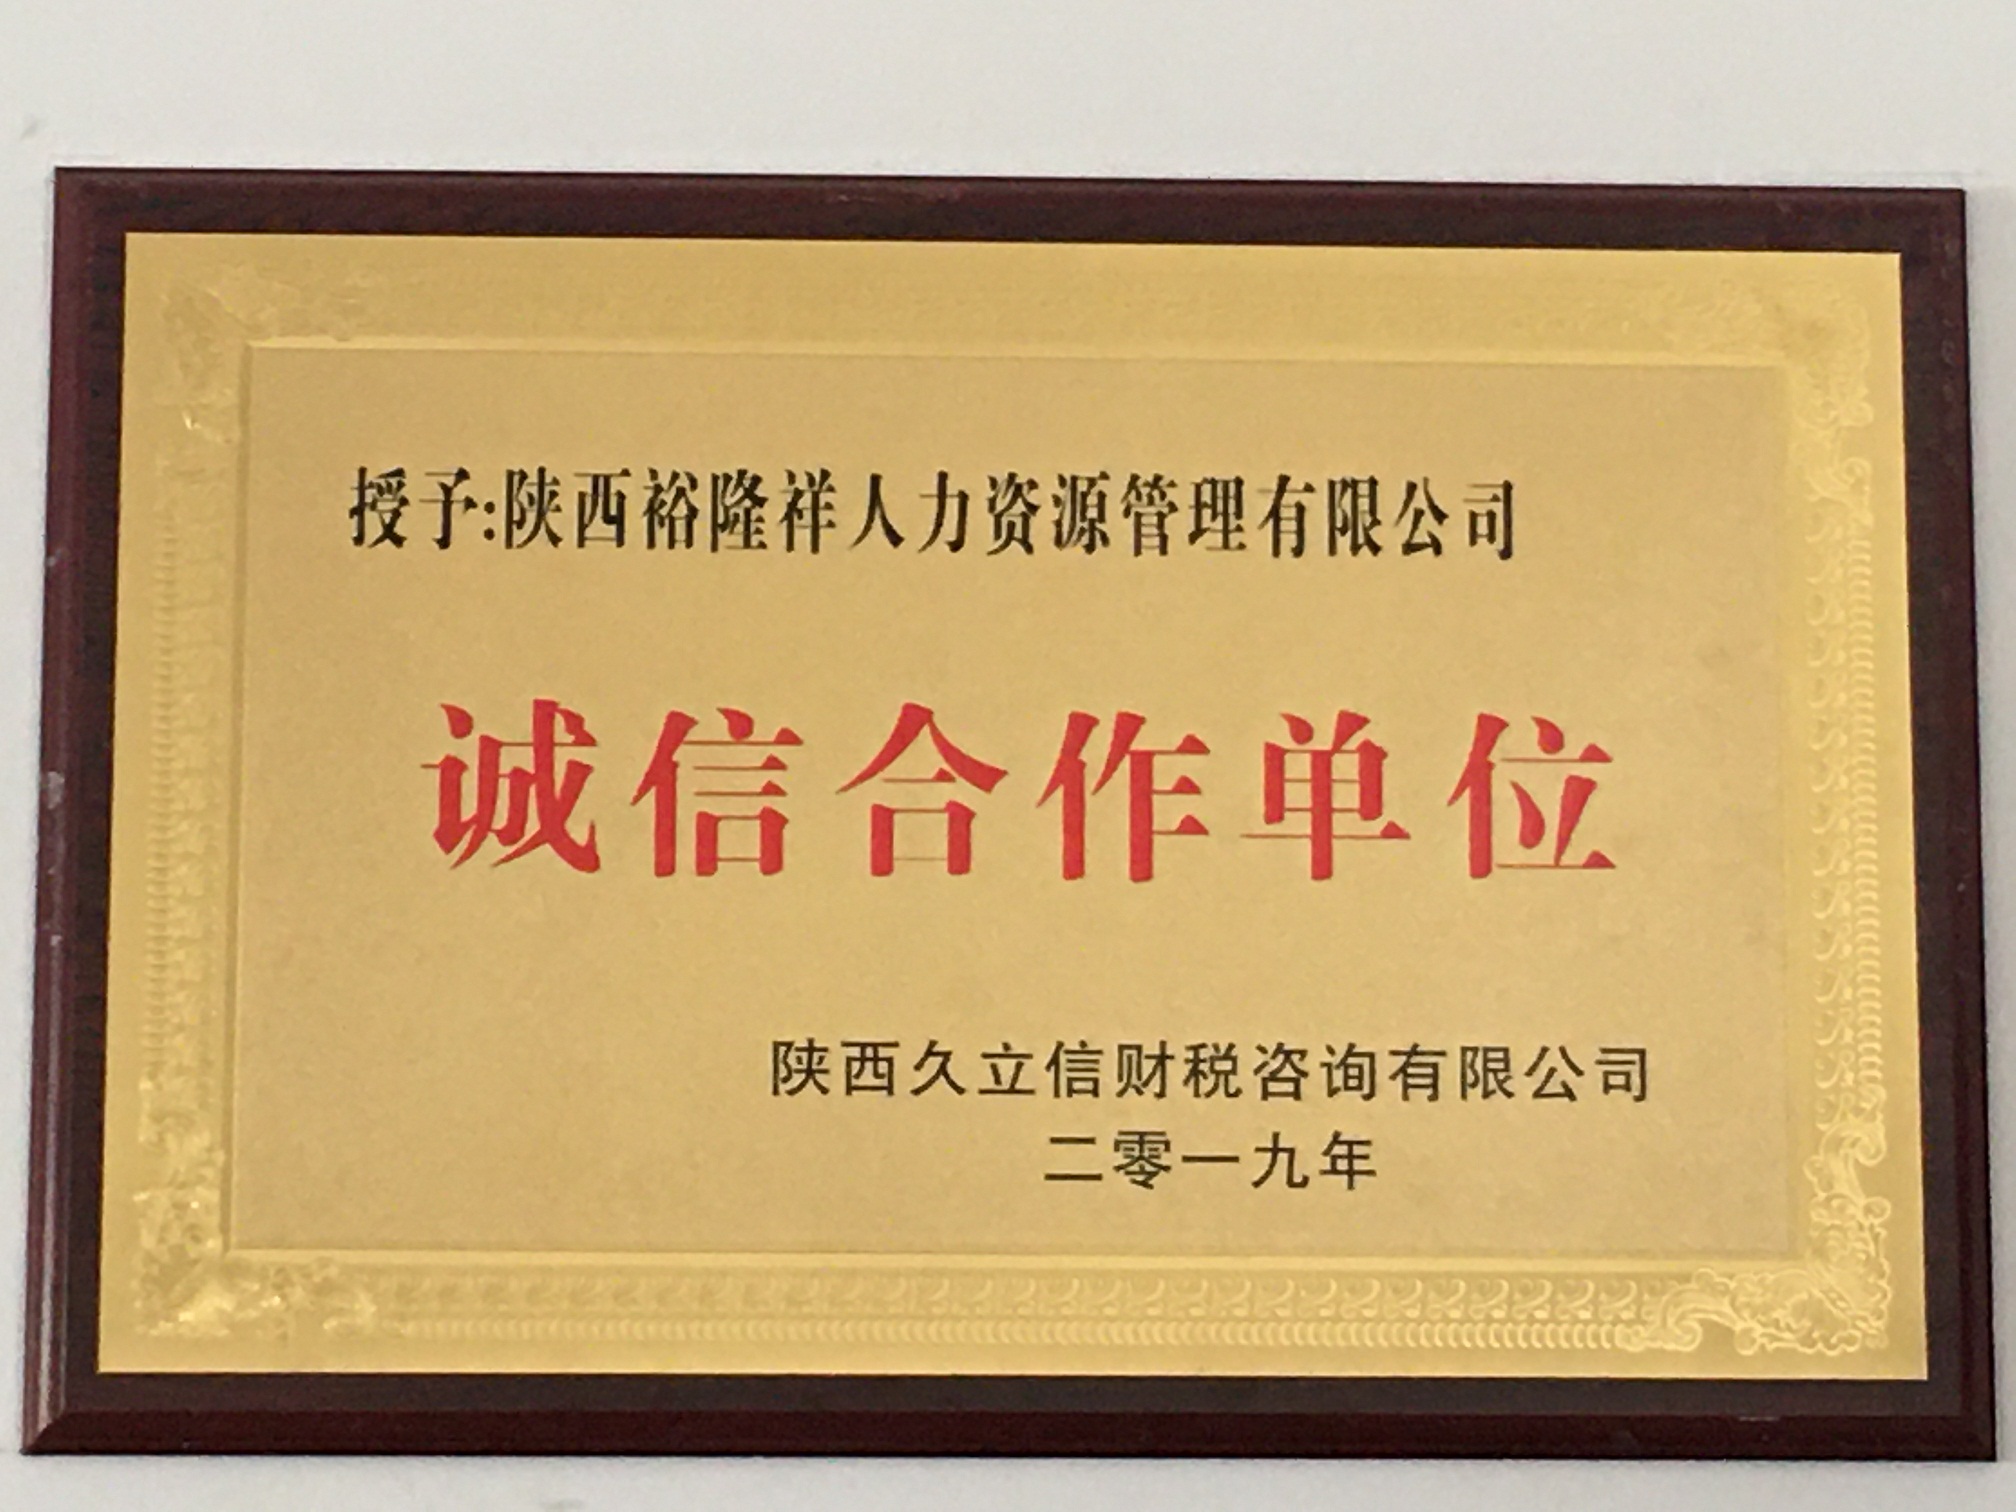 授予:陕西裕隆祥人力资源管理有限公司
诚信合作单位
陕西久立信财税咨询有限公司
二零一九年